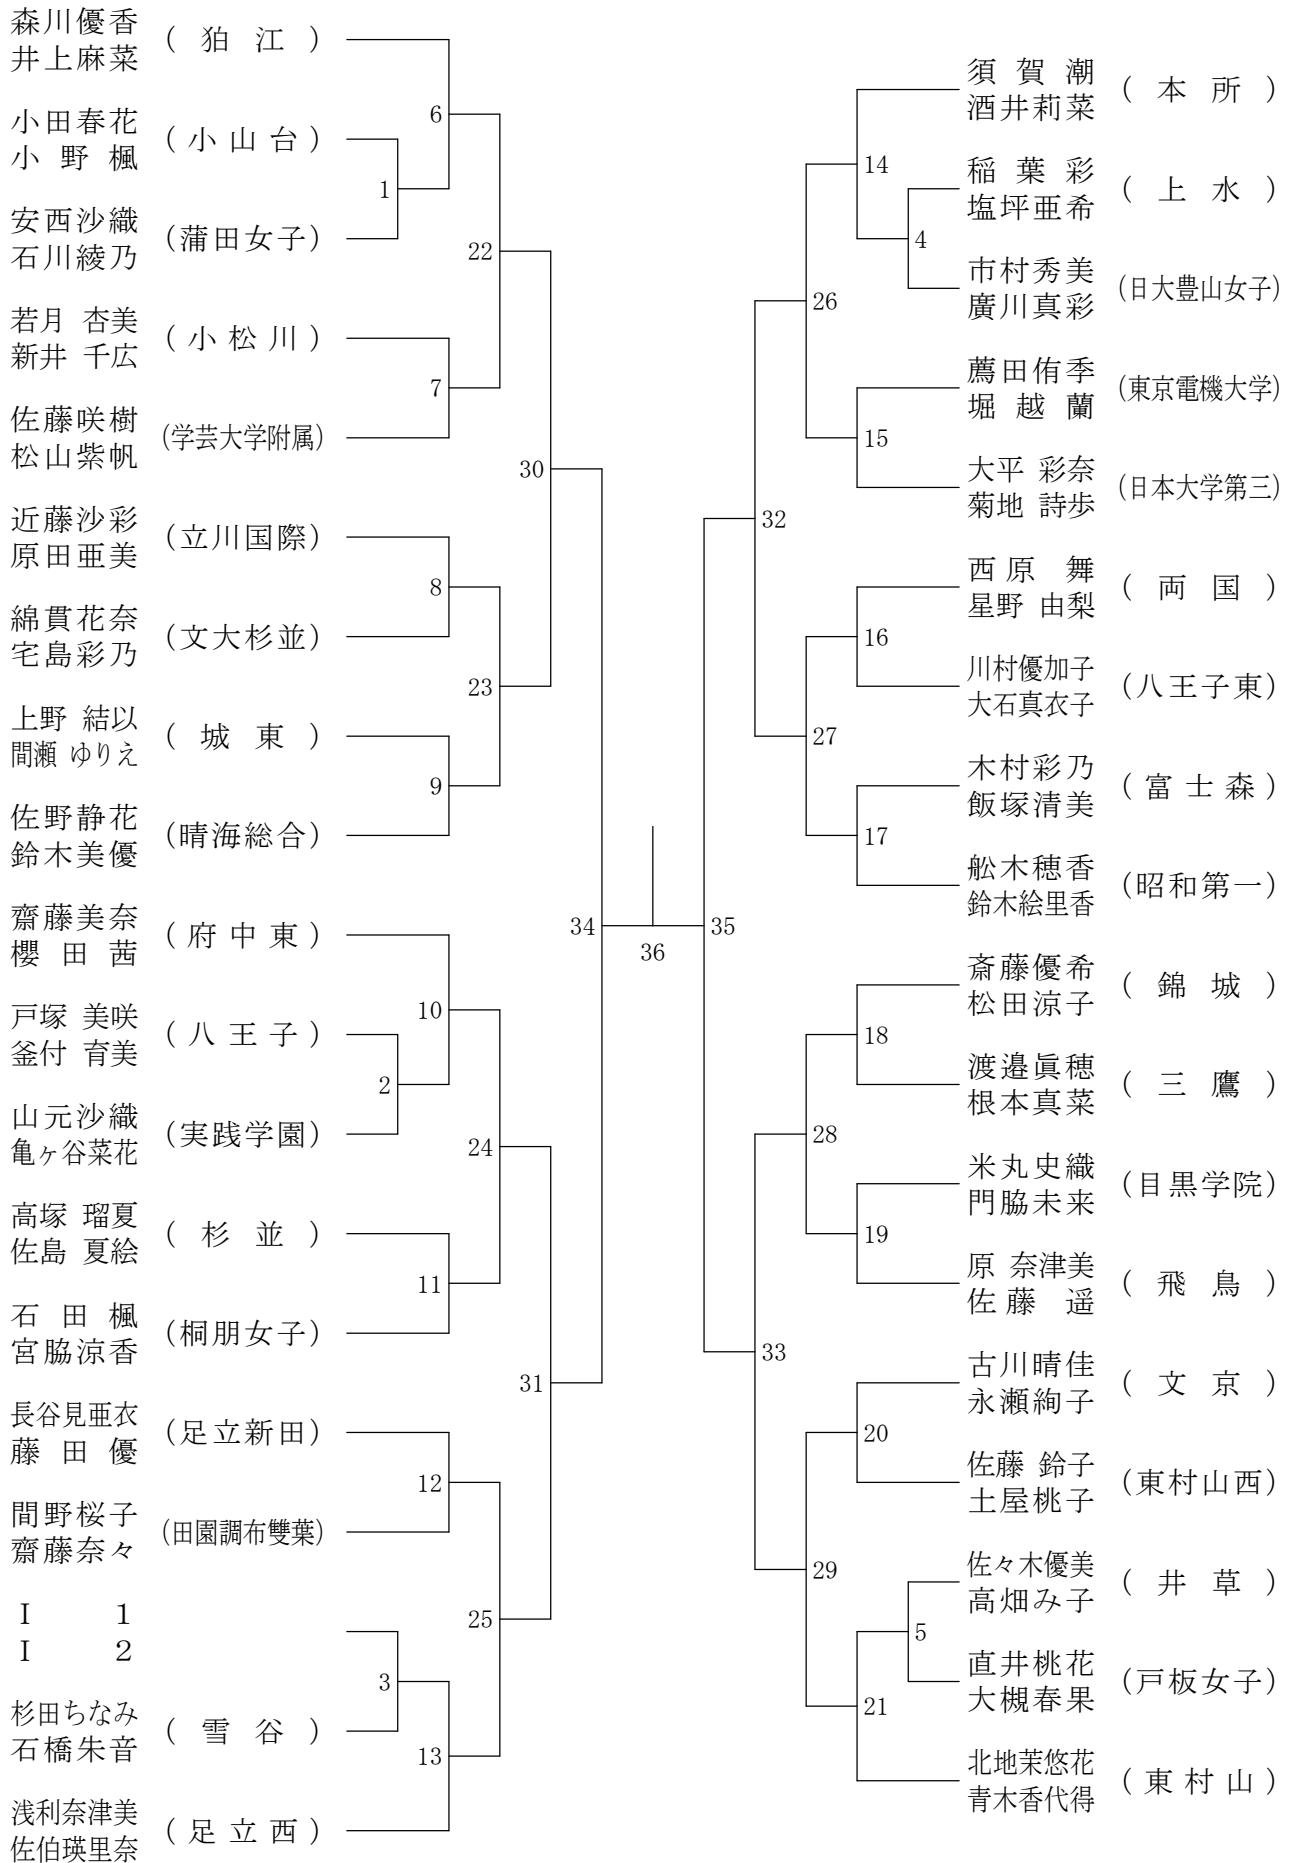 森川優香
井上麻菜
(狛江)
小田春花
小野楓
(小山台)
安西沙織
石川綾乃
(蒲田女子)
若月 杏美
新井 千広
(小松川)
佐藤咲樹
松山紫帆
(学芸大学附属)
近藤沙彩
原田亜美
(立川国際)
綿貫花奈
宅島彩乃
(文大杉並)
上野 結以
間瀬 ゆりえ
(城東)
佐野静花
鈴木美優
(晴海総合)
齋藤美奈
櫻田茜
(府中東)
戸塚 美咲
釜付 育美
(八王子)
山元沙織
亀ヶ谷菜花
(実践学園)
高塚 瑠夏
佐島 夏絵
(杉並)
石田楓
宮脇涼香
(桐朋女子)
長谷見亜衣
藤田優
(足立新田)
間野桜子
齋藤奈々
(田園調布雙葉)
I 1
I 2
杉田ちなみ
石橋朱音
(雪谷)
浅利奈津美
佐伯瑛里奈
(足立西)
1
2
3
6
7
8
9
10
11
12
13
22
23
24
25
30
31
34
36
35
32
33
26
27
28
29
14
15
16
17
18
19
20
21
4
5
須賀潮
酒井莉菜
(本所)
稲葉彩
塩坪亜希
(上水)
市村秀美
廣川真彩
(日大豊山女子)
薦田侑季
堀越蘭
(東京電機大学)
大平 彩奈
菊地 詩歩
(日本大学第三)
西原 舞
星野 由梨
(両国)
川村優加子
大石真衣子
(八王子東)
木村彩乃
飯塚清美
(富士森)
舩木穂香
鈴木絵里香
(昭和第一)
斎藤優希
松田涼子
(錦城)
渡邉眞穂
根本真菜
(三鷹)
米丸史織
門脇未来
(目黒学院)
原 奈津美
佐藤 遥
(飛鳥)
古川晴佳
永瀬絢子
(文京)
佐藤 鈴子
土屋桃子
(東村山西)
佐々木優美
高畑み子
(井草)
直井桃花
大槻春果
(戸板女子)
北地茉悠花
青木香代得
(東村山)